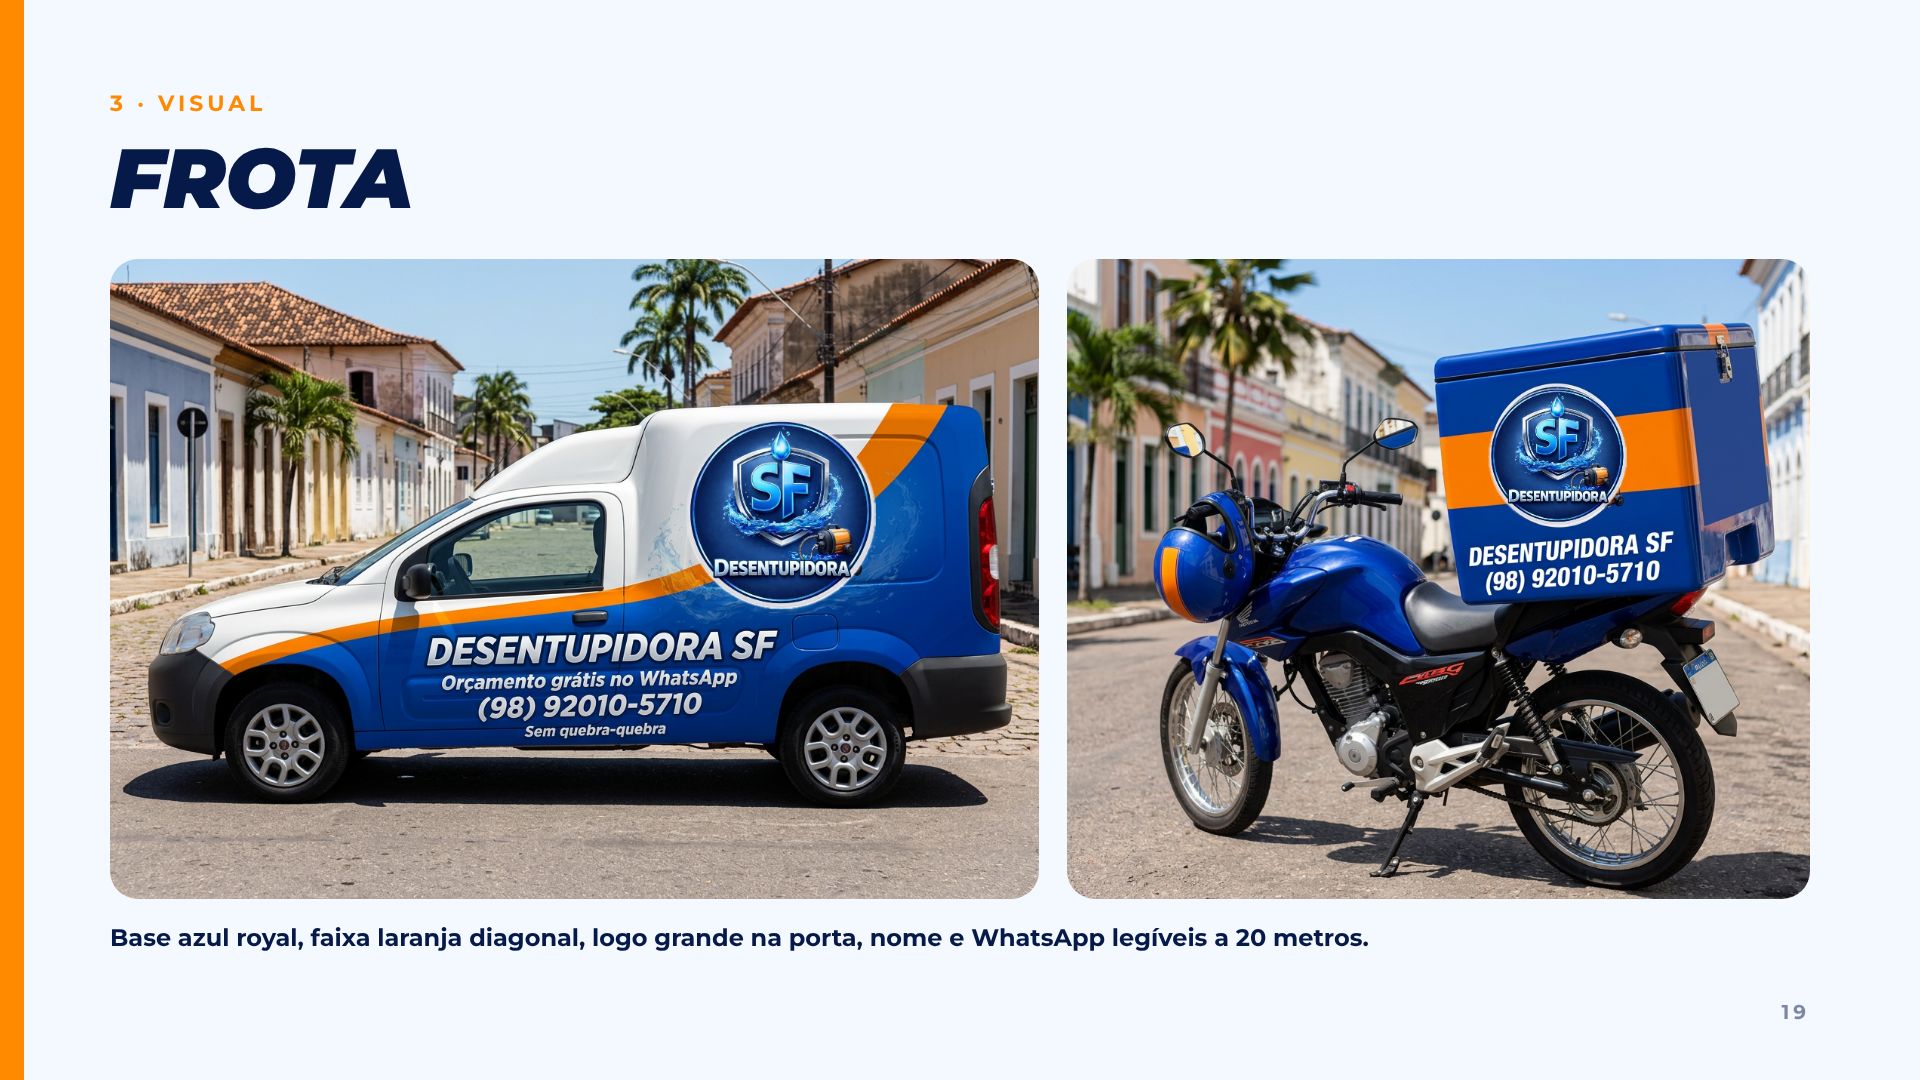 3 · VISUAL
FROTA
SF
DESENTUPIDORA
DESENTUPIDORA SF
Orçamento grátis no WhatsApp
(98) 92010-5710
Sem quebra-quebra
SF
DESENTUPIDORA
DESENTUPIDORA SF
(98) 92010-5710
Base azul royal, faixa laranja diagonal, logo grande na porta, nome e WhatsApp legíveis a 20 metros.
19